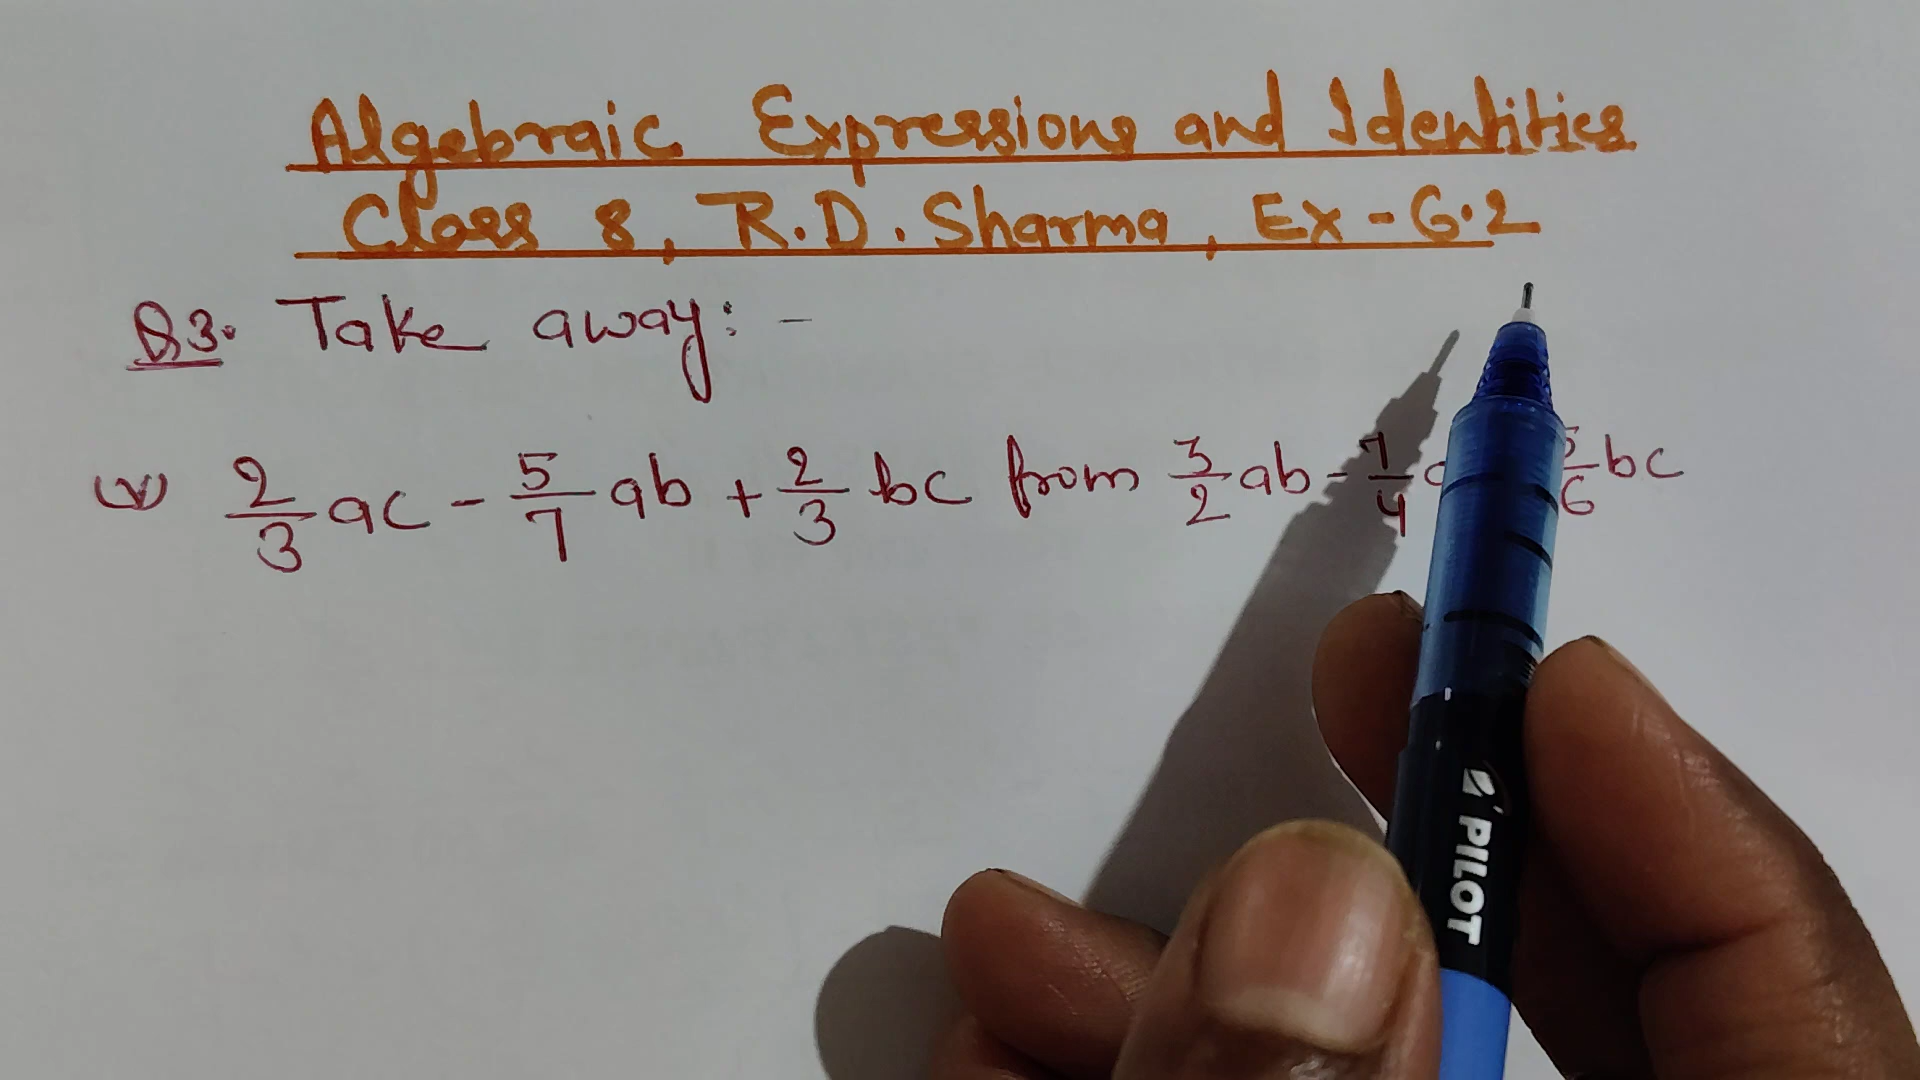 Algebraic Expressions and Identities
Class 8, R.D. Sharma, Ex-6.2
Q3. Take away:-
(v) 2/3 ac - 5/7 ab + 2/3 bc from 3/2 ab - 7/4 /6 bc
PILOT